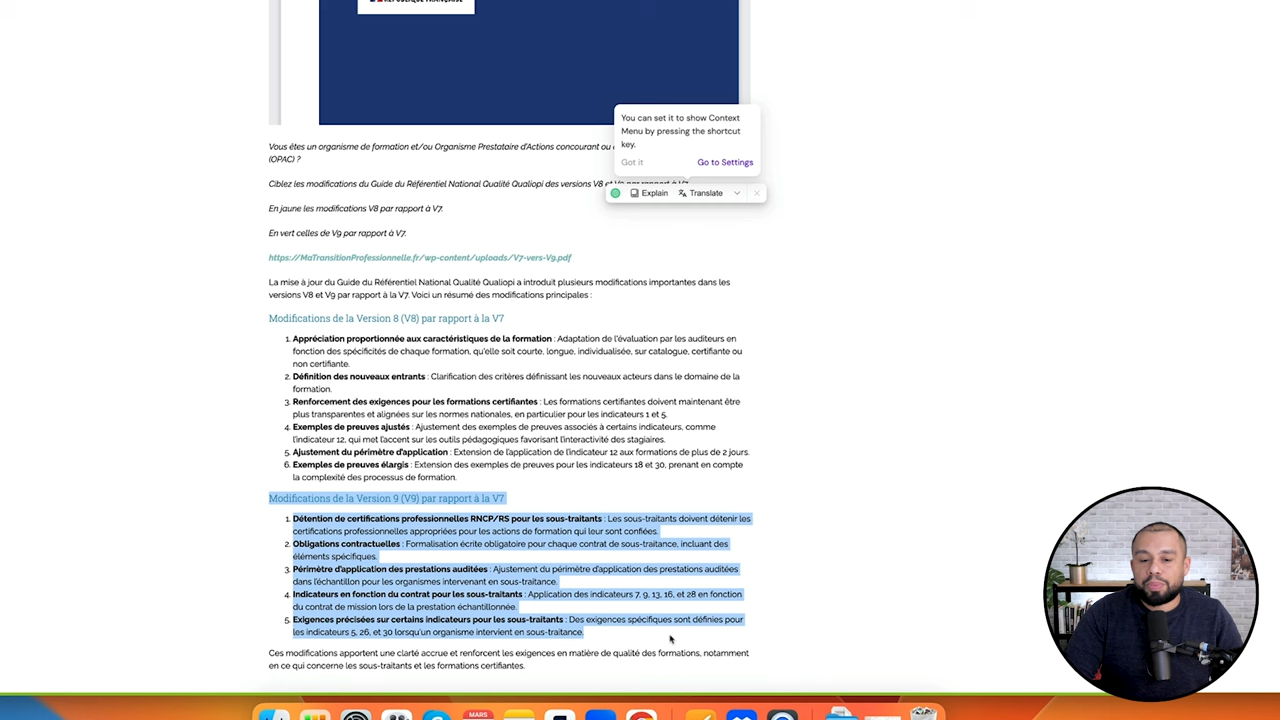 RÉPUBLIQUE FRANÇAISE
You can set it to show Context
Menu by pressing the shortcut
key.
Got it Go to Settings
Vous êtes un organisme de formation et/ou Organisme Prestataire d'Actions concourant ou
(OPAC) ?
Ciblez les modifications du Guide du Référentiel National Qualité Qualiopi des versions V8 et V9 par rapport à V7.
Explain Translate
En jaune les modifications V8 par rapport à V7.
En vert celles de V9 par rapport à V7.
https://MaTransitionProfessionnelle.fr/wp-content/uploads/V7-vers-V9.pdf
La mise à jour du Guide du Référentiel National Qualité Qualiopi a introduit plusieurs modifications importantes dans les
versions V8 et V9 par rapport à la V7. Voici un résumé des modifications principales :
Modifications de la Version 8 (V8) par rapport à la V7
1. Appréciation proportionnée aux caractéristiques de la formation : Adaptation de l'évaluation par les auditeurs en
fonction des spécificités de chaque formation, qu'elle soit courte, longue, individualisée, sur catalogue, certifiante ou
non certifiante.
2. Définition des nouveaux entrants : Clarification des critères définissant les nouveaux acteurs dans le domaine de la
formation.
3. Renforcement des exigences pour les formations certifiantes : Les formations certifiantes doivent maintenant être
plus transparentes et alignées sur les normes nationales, en particulier pour les indicateurs 1 et 5.
4. Exemples de preuves ajustés : Ajustement des exemples de preuves associés à certains indicateurs, comme
l'indicateur 12, qui met l'accent sur les outils pédagogiques favorisant l'interactivité des stagiaires.
5. Ajustement du périmètre d'application : Extension de l'application de l'indicateur 12 aux formations de plus de 2 jours.
6. Exemples de preuves élargis : Extension des exemples de preuves pour les indicateurs 18 et 30, prenant en compte
la complexité des processus de formation.
Modifications de la Version 9 (V9) par rapport à la V7
1. Détention de certifications professionnelles RNCP/RS pour les sous-traitants : Les sous-traitants doivent détenir les
certifications professionnelles appropriées pour les actions de formation qui leur sont confiées.
2. Obligations contractuelles : Formalisation écrite obligatoire pour chaque contrat de sous-traitance, incluant des
éléments spécifiques.
3. Périmètre d'application des prestations auditées : Ajustement du périmètre d'application des prestations auditées
dans l'échantillon pour les organismes intervenant en sous-traitance.
4. Indicateurs en fonction du contrat pour les sous-traitants : Application des indicateurs 7, 9, 13, 16, et 28 en fonction
du contrat de mission lors de la prestation échantillonnée.
5. Exigences précisées sur certains indicateurs pour les sous-traitants : Des exigences spécifiques sont définies pour
les indicateurs 5, 26, et 30 lorsqu'un organisme intervient en sous-traitance.
Ces modifications apportent une clarté accrue et renforcent les exigences en matière de qualité des formations, notamment
en ce qui concerne les sous-traitants et les formations certifiantes.
MARS